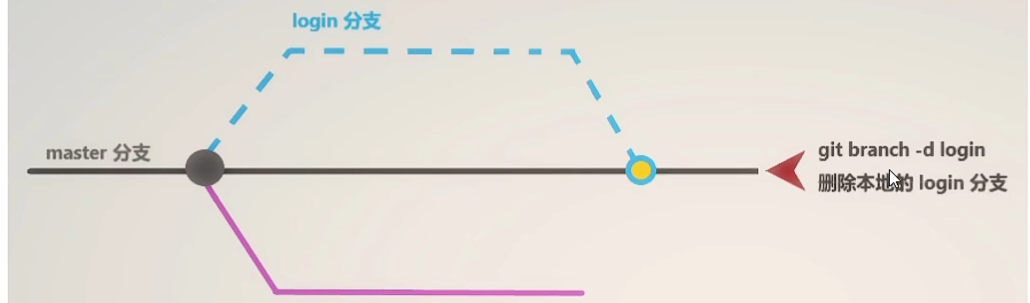 login 分支
master 分支
git branch -d login
删除本地的 login 分支